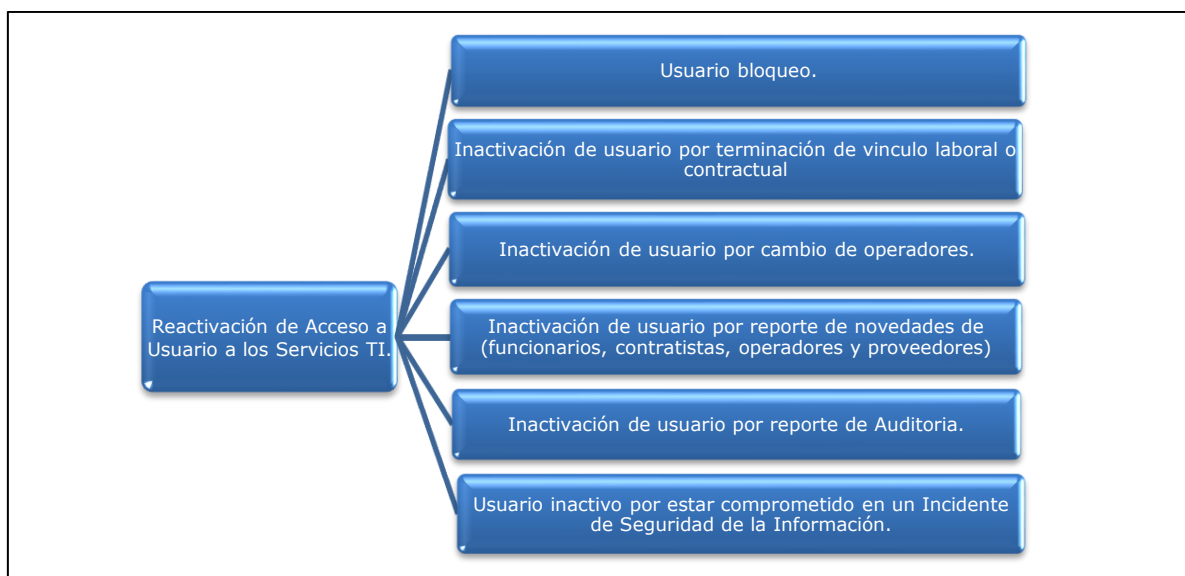 Usuario bloqueo.
Inactivación de usuario por terminación de vinculo laboral o
contractual
Inactivación de usuario por cambio de operadores.
Reactivación de Acceso a
Usuario a los Servicios TI.
Inactivación de usuario por reporte de novedades de
(funcionarios, contratistas, operadores y proveedores)
Inactivación de usuario por reporte de Auditoria.
Usuario inactivo por estar comprometido en un Incidente
de Seguridad de la Información.